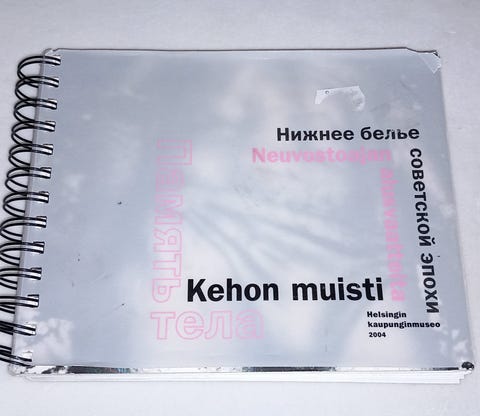 Нижнее белье
советской эпохи
Neuvostoajan
alusvaatteita
Память
тела
Kehon muisti
Helsingin
kaupunginmuseo
2004